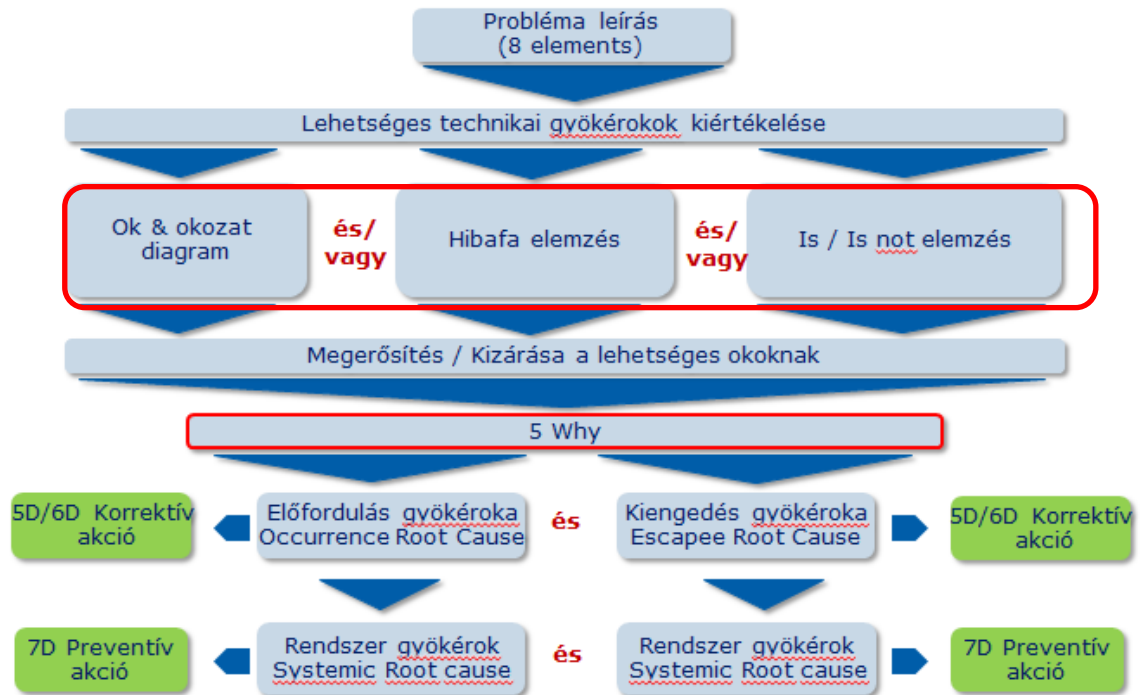 Probléma leírás
(8 elements)
Lehetséges technikai gyökérokok kiértékelése
Ok & okozat
diagram
és/
vagy
Hibafa elemzés
és/
vagy
Is / Is not elemzés
Megerősítés / Kizárása a lehetséges okoknak
5 Why
5D/6D Korrektív
akció
Előfordulás gyökéroka
Occurrence Root Cause
és
Kiengedés gyökéroka
Escapee Root Cause
5D/6D Korrektív
akció
7D Preventív
akció
Rendszer gyökérok
Systemic Root cause
és
Rendszer gyökérok
Systemic Root cause
7D Preventív
akció